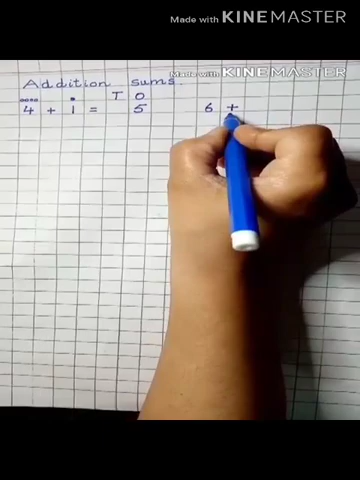 Made with KINEMASTER
Made with KINEMASTER
Addition sums.
T O
4 + 1 = 5 6 +